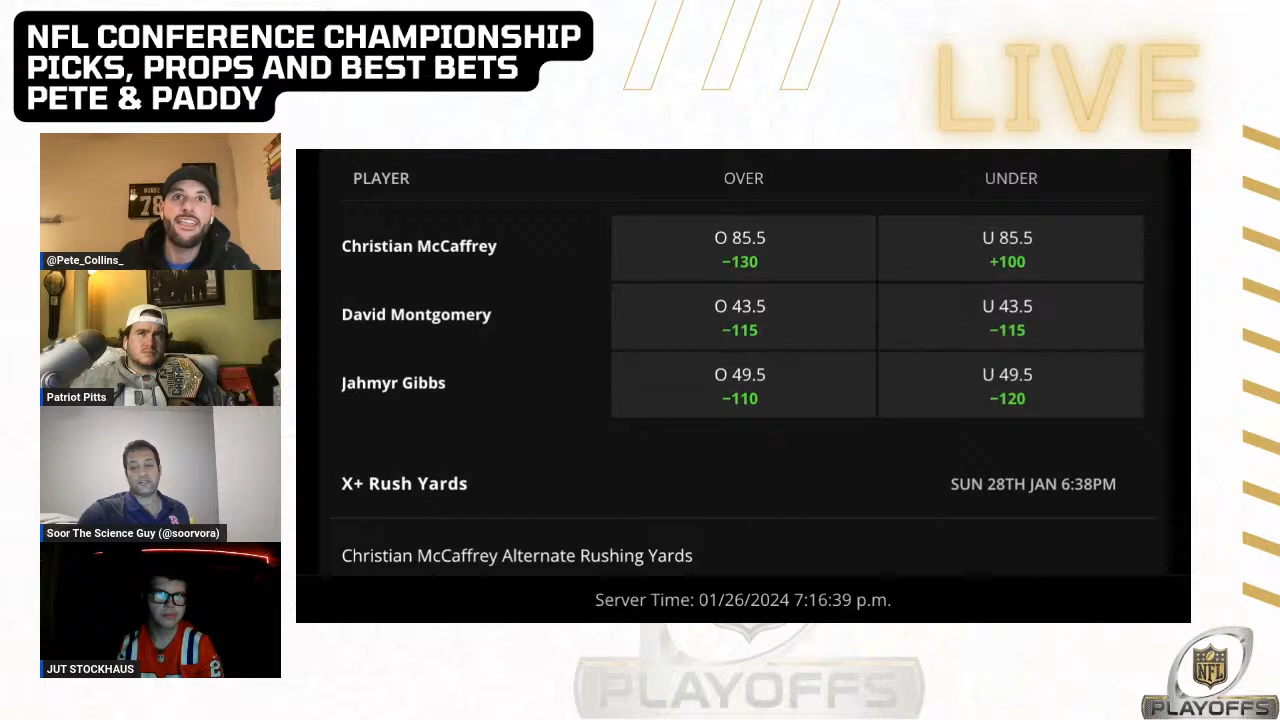 NFL CONFERENCE CHAMPIONSHIP
PICKS, PROPS AND BEST BETS
PETE & PADDY
LIVE
78
@Pete_Collins_
Patriot Pitts
Soor The Science Guy (@soorvora)
JUT STOCKHAUS
PLAYER OVER UNDER
Christian McCaffrey O 85.5 U 85.5
−130 +100
David Montgomery O 43.5 U 43.5
−115 −115
Jahmyr Gibbs O 49.5 U 49.5
−110 −120
X+ Rush Yards SUN 28TH JAN 6:38PM
Christian McCaffrey Alternate Rushing Yards
Server Time: 01/26/2024 7:16:39 p.m.
PLAYOFFS
NFL
PLAYOFFS